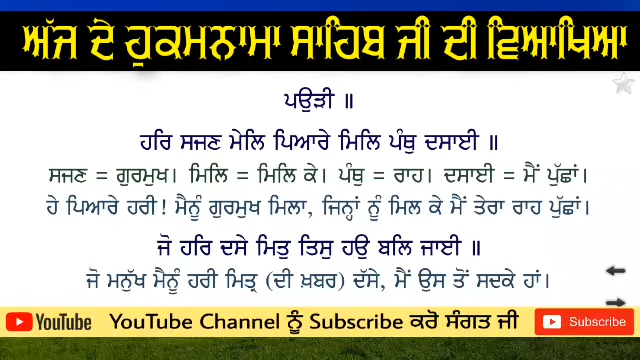 ਅੱਜ ਦੇ ਹੁਕਮਨਾਮਾ ਸਾਹਿਬ ਜੀ ਦੀ ਵਿਆਖਿਆ
ਪਉੜੀ ॥
ਹਰਿ ਸਜਣ ਮੇਲਿ ਪਿਆਰੇ ਮਿਲਿ ਪੰਥੁ ਦਸਾਈ ॥
ਸਜਣ = ਗੁਰਮੁਖ। ਮਿਲਿ = ਮਿਲਿ ਕੇ। ਪੰਥੁ = ਰਾਹ। ਦਸਾਈ = ਮੈਂ ਪੁੱਛਾਂ।
ਹੇ ਪਿਆਰੇ ਹਰੀ! ਮੈਨੂੰ ਗੁਰਮੁਖ ਮਿਲਾ, ਜਿਨ੍ਹਾਂ ਨੂੰ ਮਿਲ ਕੇ ਮੈਂ ਤੇਰਾ ਰਾਹ ਪੁੱਛਾਂ।
ਜੋ ਹਰਿ ਦਸੇ ਮਿਤੁ ਤਿਸੁ ਹਉ ਬਲਿ ਜਾਈ ॥
ਜੋ ਮਨੁੱਖ ਮੈਨੂੰ ਹਰੀ ਮਿਤ੍ਰ (ਦੀ ਖ਼ਬਰ) ਦੱਸੇ, ਮੈਂ ਉਸ ਤੋਂ ਸਦਕੇ ਹਾਂ।
YouTube YouTube Channel ਨੂੰ Subscribe ਕਰੋ ਸੰਗਤ ਜੀ Subscribe